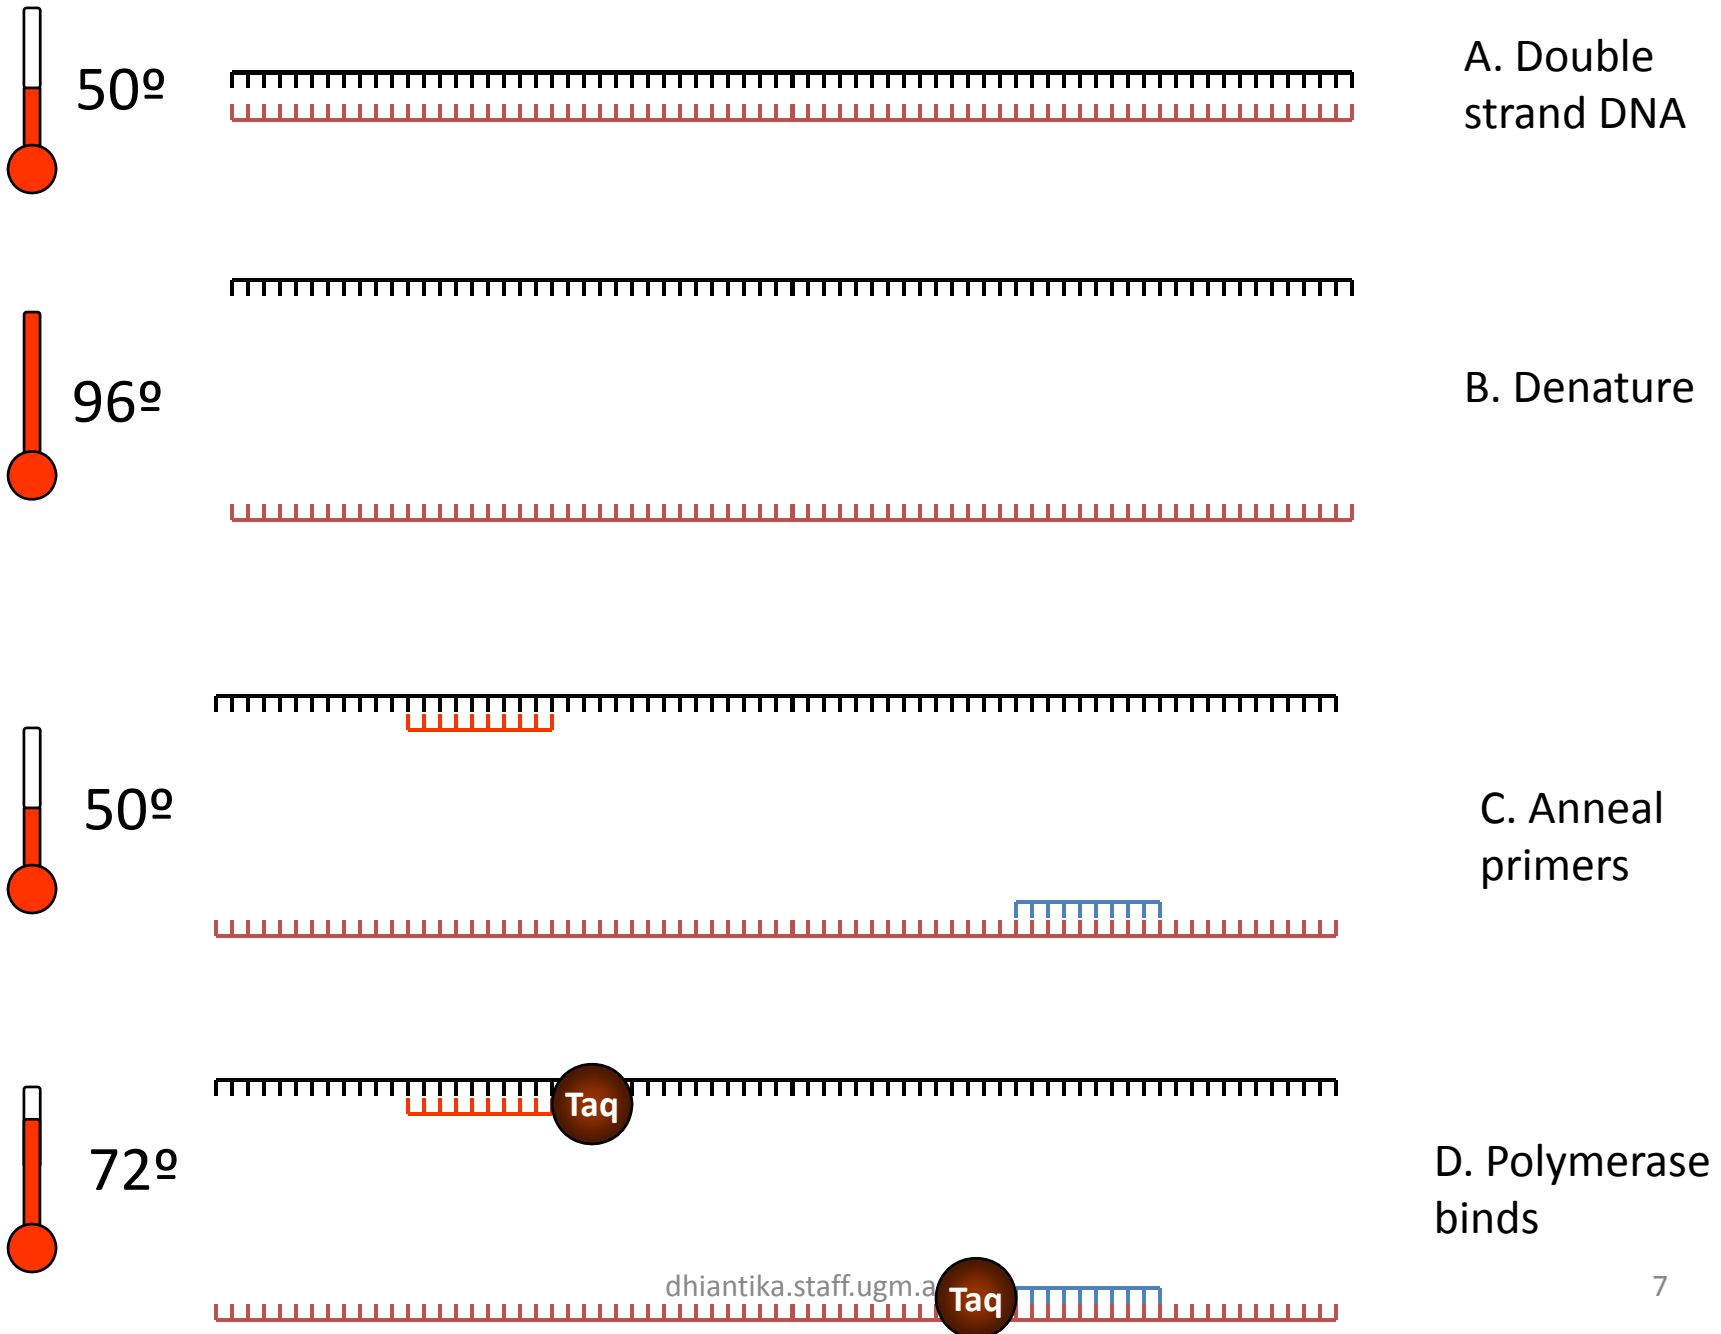 50º
A. Double
strand DNA
96º
B. Denature
50º
C. Anneal
primers
Taq
72º
D. Polymerase
binds
dhiantika.staff.ugm.a
Taq
7